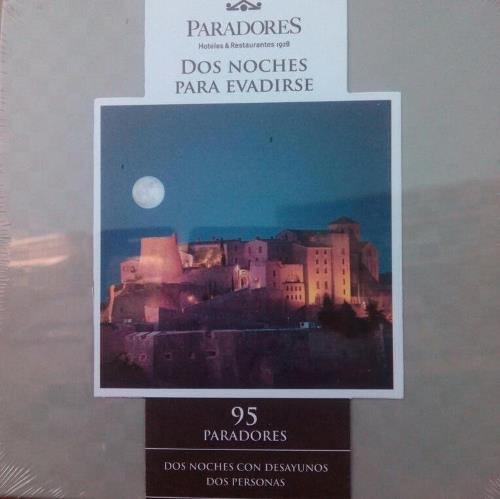 PARADORES
Hoteles & Restaurantes 1928
DOS NOCHES
PARA EVADIRSE
95
PARADORES
DOS NOCHES CON DESAYUNOS
DOS PERSONAS